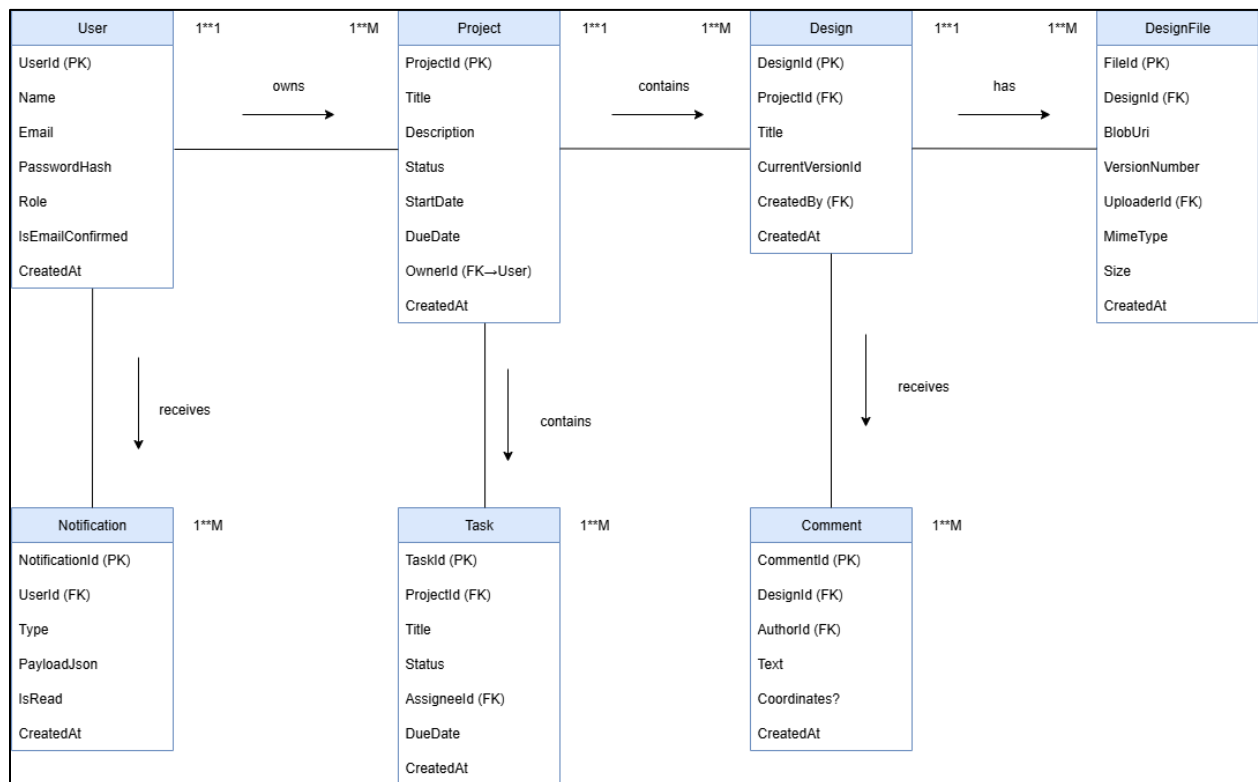 User
1**1
1**M
Project
1**1
1**M
Design
1**1
1**M
DesignFile
UserId (PK)
Name
Email
PasswordHash
Role
IsEmailConfirmed
CreatedAt
owns
ProjectId (PK)
Title
Description
Status
StartDate
DueDate
OwnerId (FK→User)
CreatedAt
contains
DesignId (PK)
ProjectId (FK)
Title
CurrentVersionId
CreatedBy (FK)
CreatedAt
has
FileId (PK)
DesignId (FK)
BlobUri
VersionNumber
UploaderId (FK)
MimeType
Size
CreatedAt
receives
contains
receives
Notification
1**M
NotificationId (PK)
UserId (FK)
Type
PayloadJson
IsRead
CreatedAt
Task
1**M
TaskId (PK)
ProjectId (FK)
Title
Status
AssigneeId (FK)
DueDate
CreatedAt
Comment
1**M
CommentId (PK)
DesignId (FK)
AuthorId (FK)
Text
Coordinates?
CreatedAt